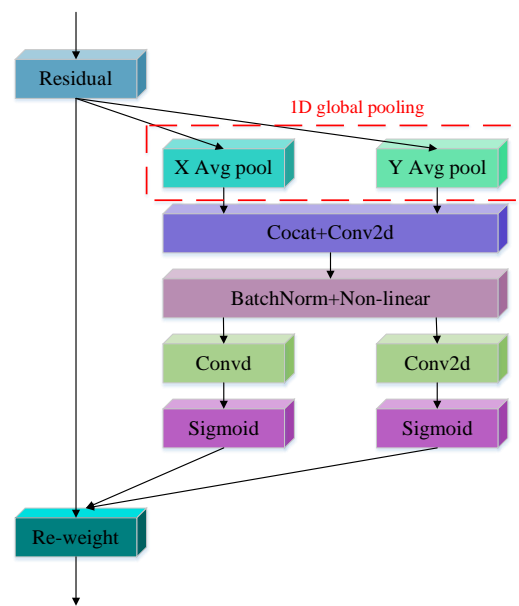 Residual
1D global pooling
X Avg pool
Y Avg pool
Cocat+Conv2d
BatchNorm+Non-linear
Convd
Conv2d
Sigmoid
Sigmoid
Re-weight